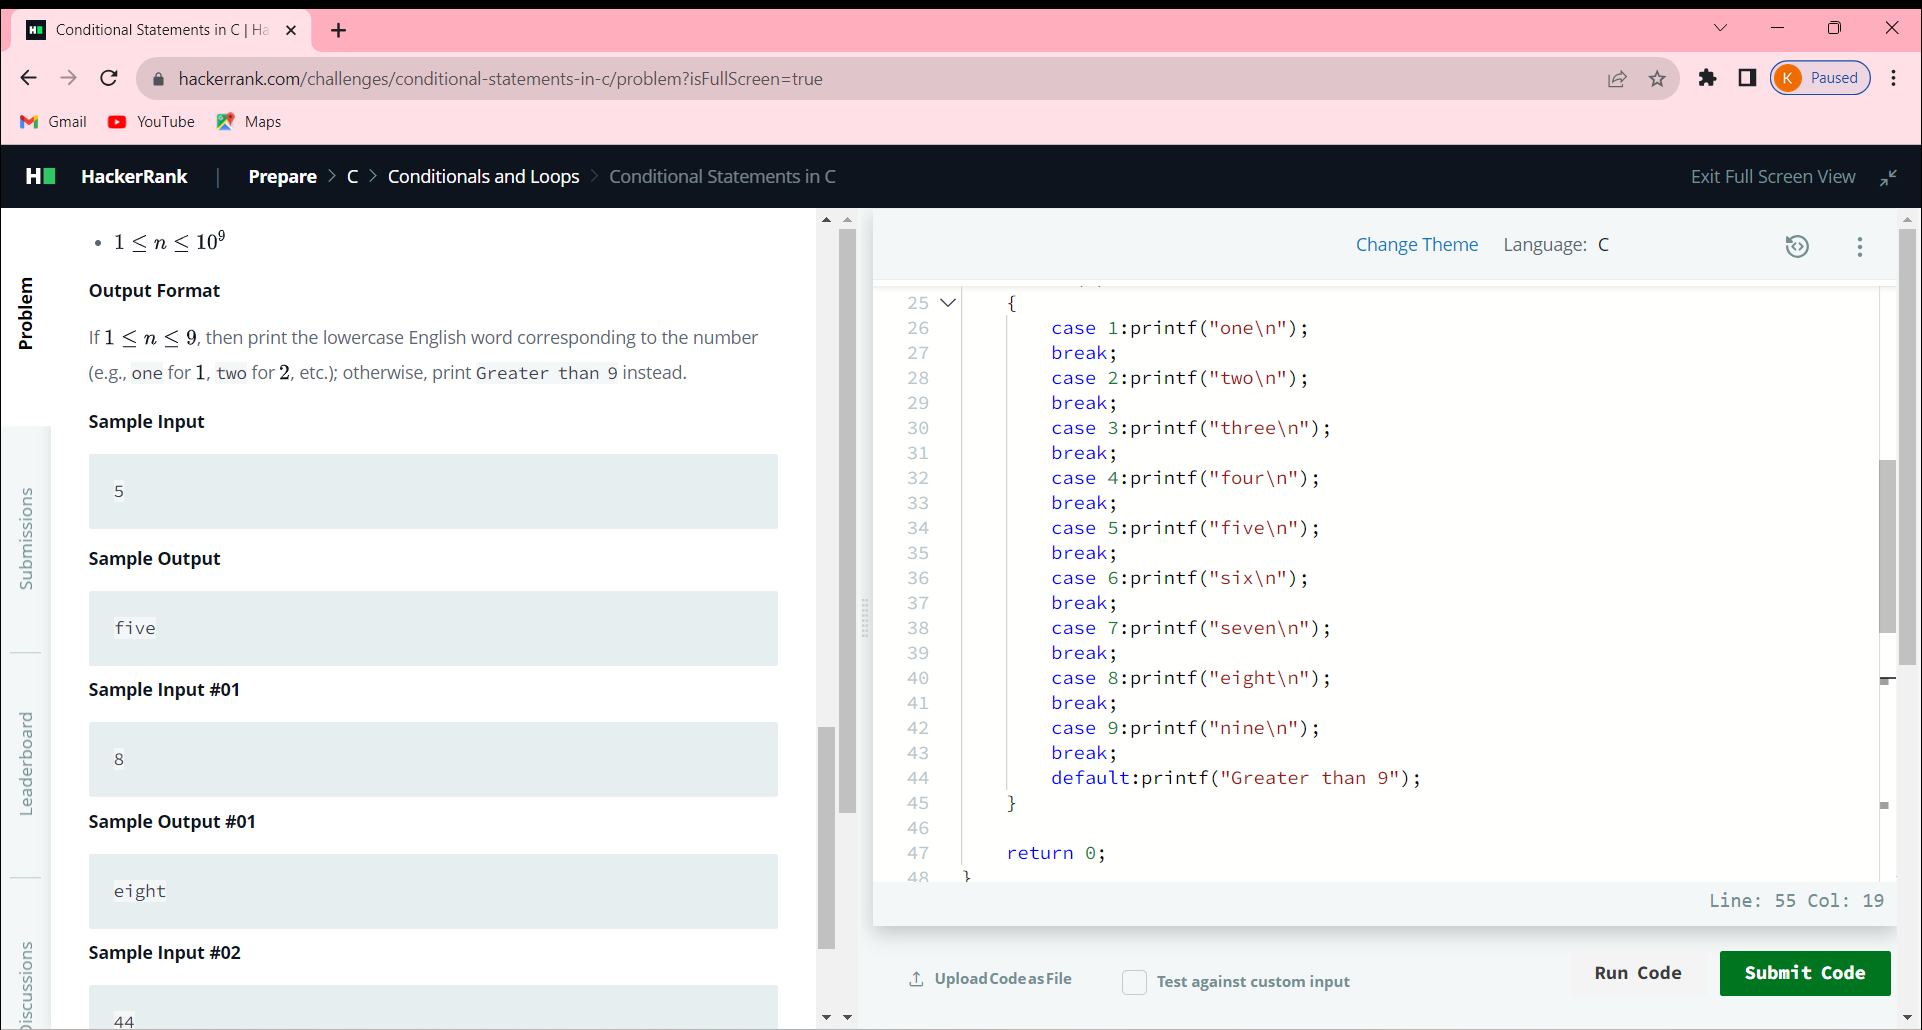 Conditional Statements in C | Ha
hackerrank.com/challenges/conditional-statements-in-c/problem?isFullScreen=true
K Paused
Gmail YouTube Maps
H HackerRank | Prepare > C > Conditionals and Loops > Conditional Statements in C
Exit Full Screen View
Problem
Submissions
Leaderboard
Discussions
• 1 ≤ n ≤ 10⁹
Output Format
If 1 ≤ n ≤ 9, then print the lowercase English word corresponding to the number
(e.g., one for 1, two for 2, etc.); otherwise, print Greater than 9 instead.
Sample Input
5
Sample Output
five
Sample Input #01
8
Sample Output #01
eight
Sample Input #02
44
Change Theme Language: C
25 {
26 case 1:printf("one\n");
27 break;
28 case 2:printf("two\n");
29 break;
30 case 3:printf("three\n");
31 break;
32 case 4:printf("four\n");
33 break;
34 case 5:printf("five\n");
35 break;
36 case 6:printf("six\n");
37 break;
38 case 7:printf("seven\n");
39 break;
40 case 8:printf("eight\n");
41 break;
42 case 9:printf("nine\n");
43 break;
44 default:printf("Greater than 9");
45 }
46
47 return 0;
48 }
Line: 55 Col: 19
Upload Code as File
Test against custom input
Run Code
Submit Code